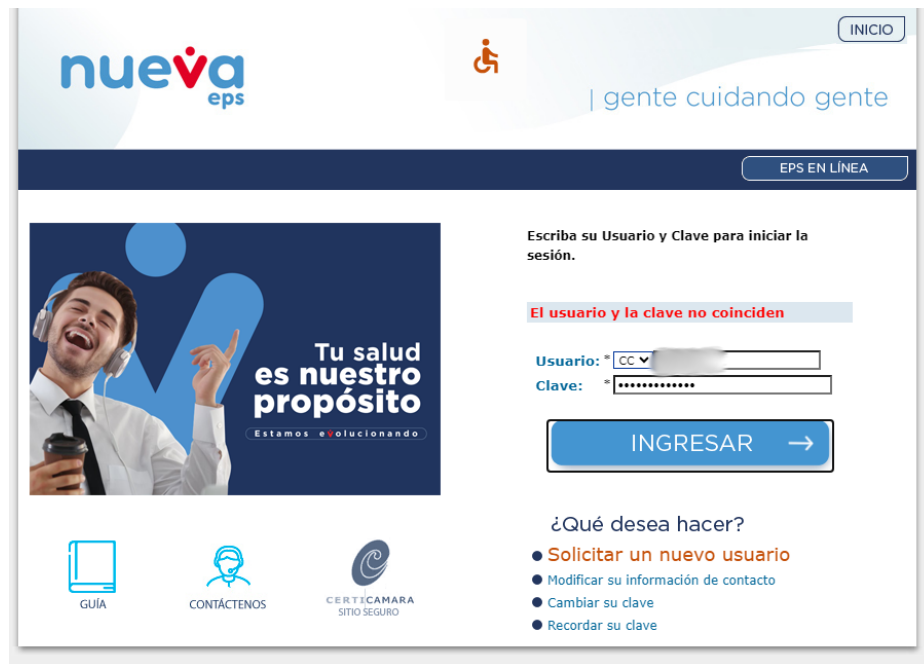 INICIO
nueva
eps
| gente cuidando gente
EPS EN LÍNEA
Tu salud
es nuestro
propósito
Estamos evolucionando
Escriba su Usuario y Clave para iniciar la
sesión.
El usuario y la clave no coinciden
Usuario: * CC
Clave: * •••••••••••••
INGRESAR →
¿Qué desea hacer?
Solicitar un nuevo usuario
Modificar su información de contacto
Cambiar su clave
Recordar su clave
GUÍA
CONTÁCTENOS
CERTICAMARA
SITIO SEGURO